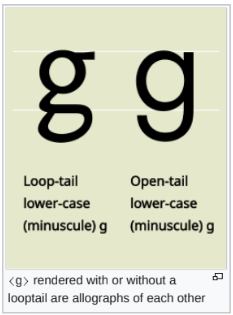 g g
Loop-tail
lower-case
(minuscule) g
Open-tail
lower-case
(minuscule) g
⟨g⟩ rendered with or without a
looptail are allographs of each other